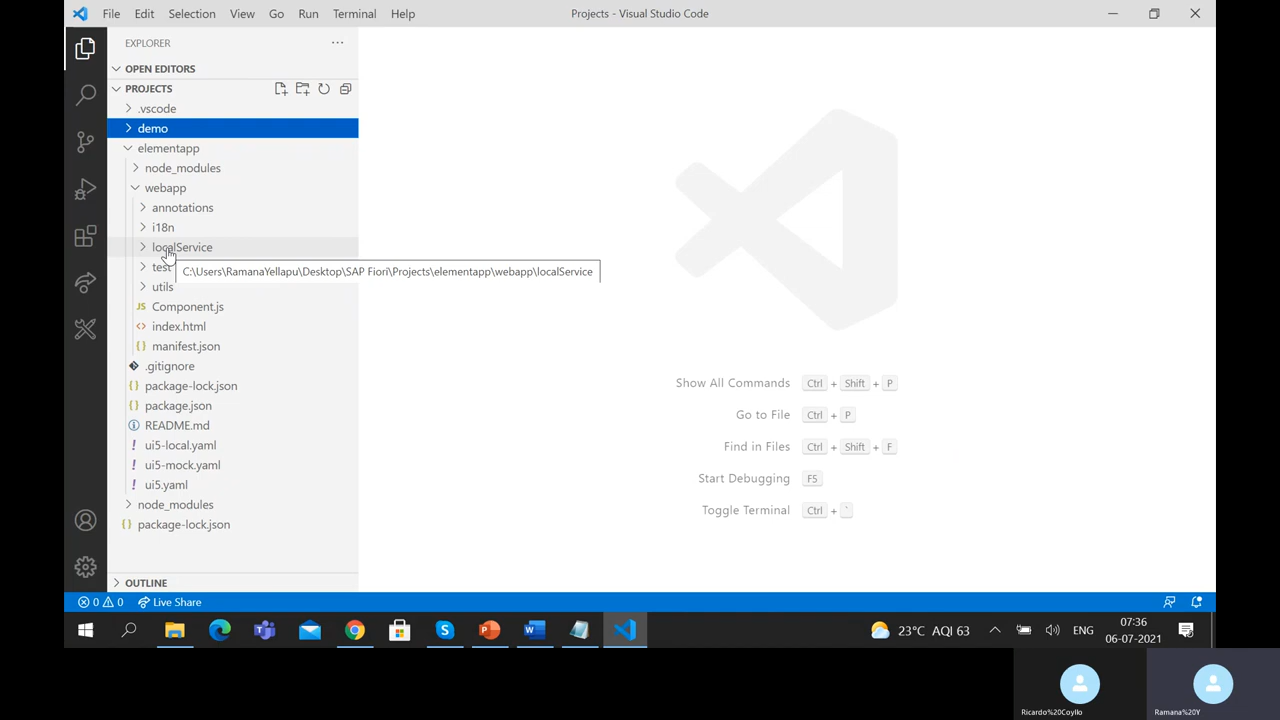 File Edit Selection View Go Run Terminal Help
Projects - Visual Studio Code
EXPLORER
OPEN EDITORS
PROJECTS
.vscode
demo
elementapp
node_modules
webapp
annotations
i18n
localService
test
C:\Users\RamanaYellapu\Desktop\SAP Fiori\Projects\elementapp\webapp\localService
utils
JS Component.js
<> index.html
{} manifest.json
.gitignore
{} package-lock.json
{} package.json
README.md
! ui5-local.yaml
! ui5-mock.yaml
! ui5.yaml
node_modules
{} package-lock.json
OUTLINE
Show All Commands Ctrl + Shift + P
Go to File Ctrl + P
Find in Files Ctrl + Shift + F
Start Debugging F5
Toggle Terminal Ctrl + `
0 0 Live Share
23°C AQI 63
ENG
07:36
06-07-2021
Ricardo%20Coyllo
Ramana%20Y